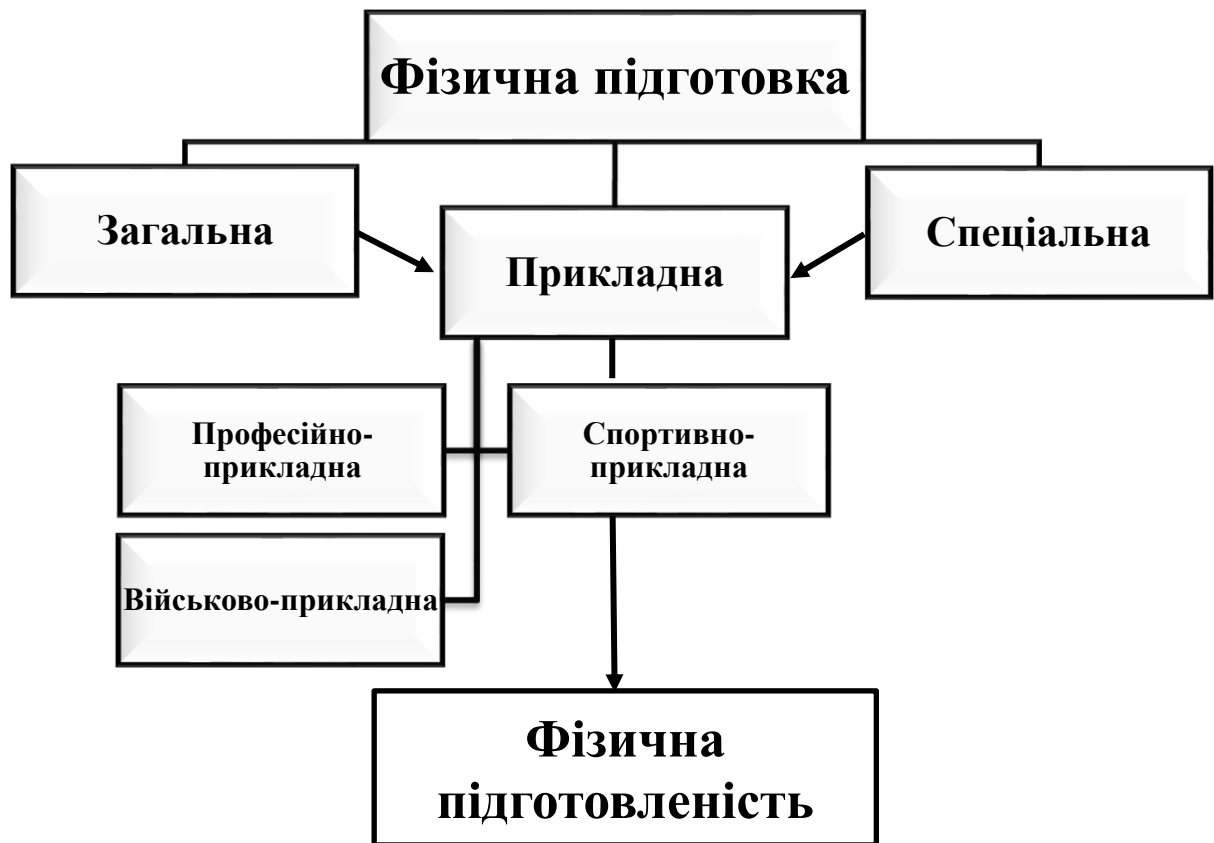 Фізична підготовка
Загальна
Прикладна
Спеціальна
Професійно-
прикладна
Спортивно-
прикладна
Військово-прикладна
Фізична
підготовленість